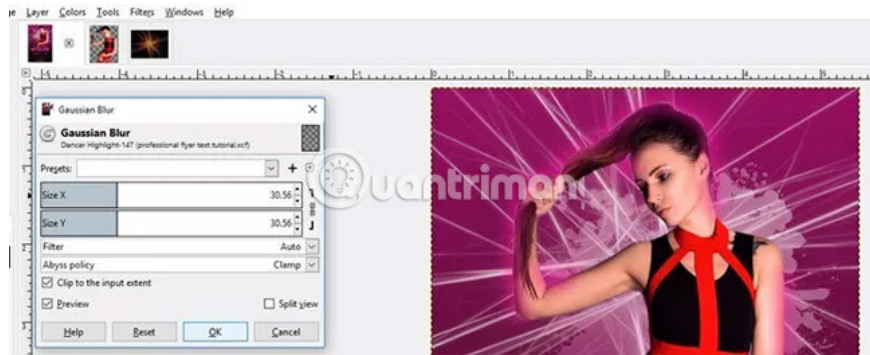 ge Layer Colors Tools Filters Windows Help
Gaussian Blur
Gaussian Blur
Dancer Highlight-147 (professional flyer text tutorial.xcf)
Presets:
Size X 30.56
Size Y 30.56
Filter Auto
Abyss policy Clamp
Clip to the input extent
Preview Split view
Help Reset OK Cancel
uantrimang